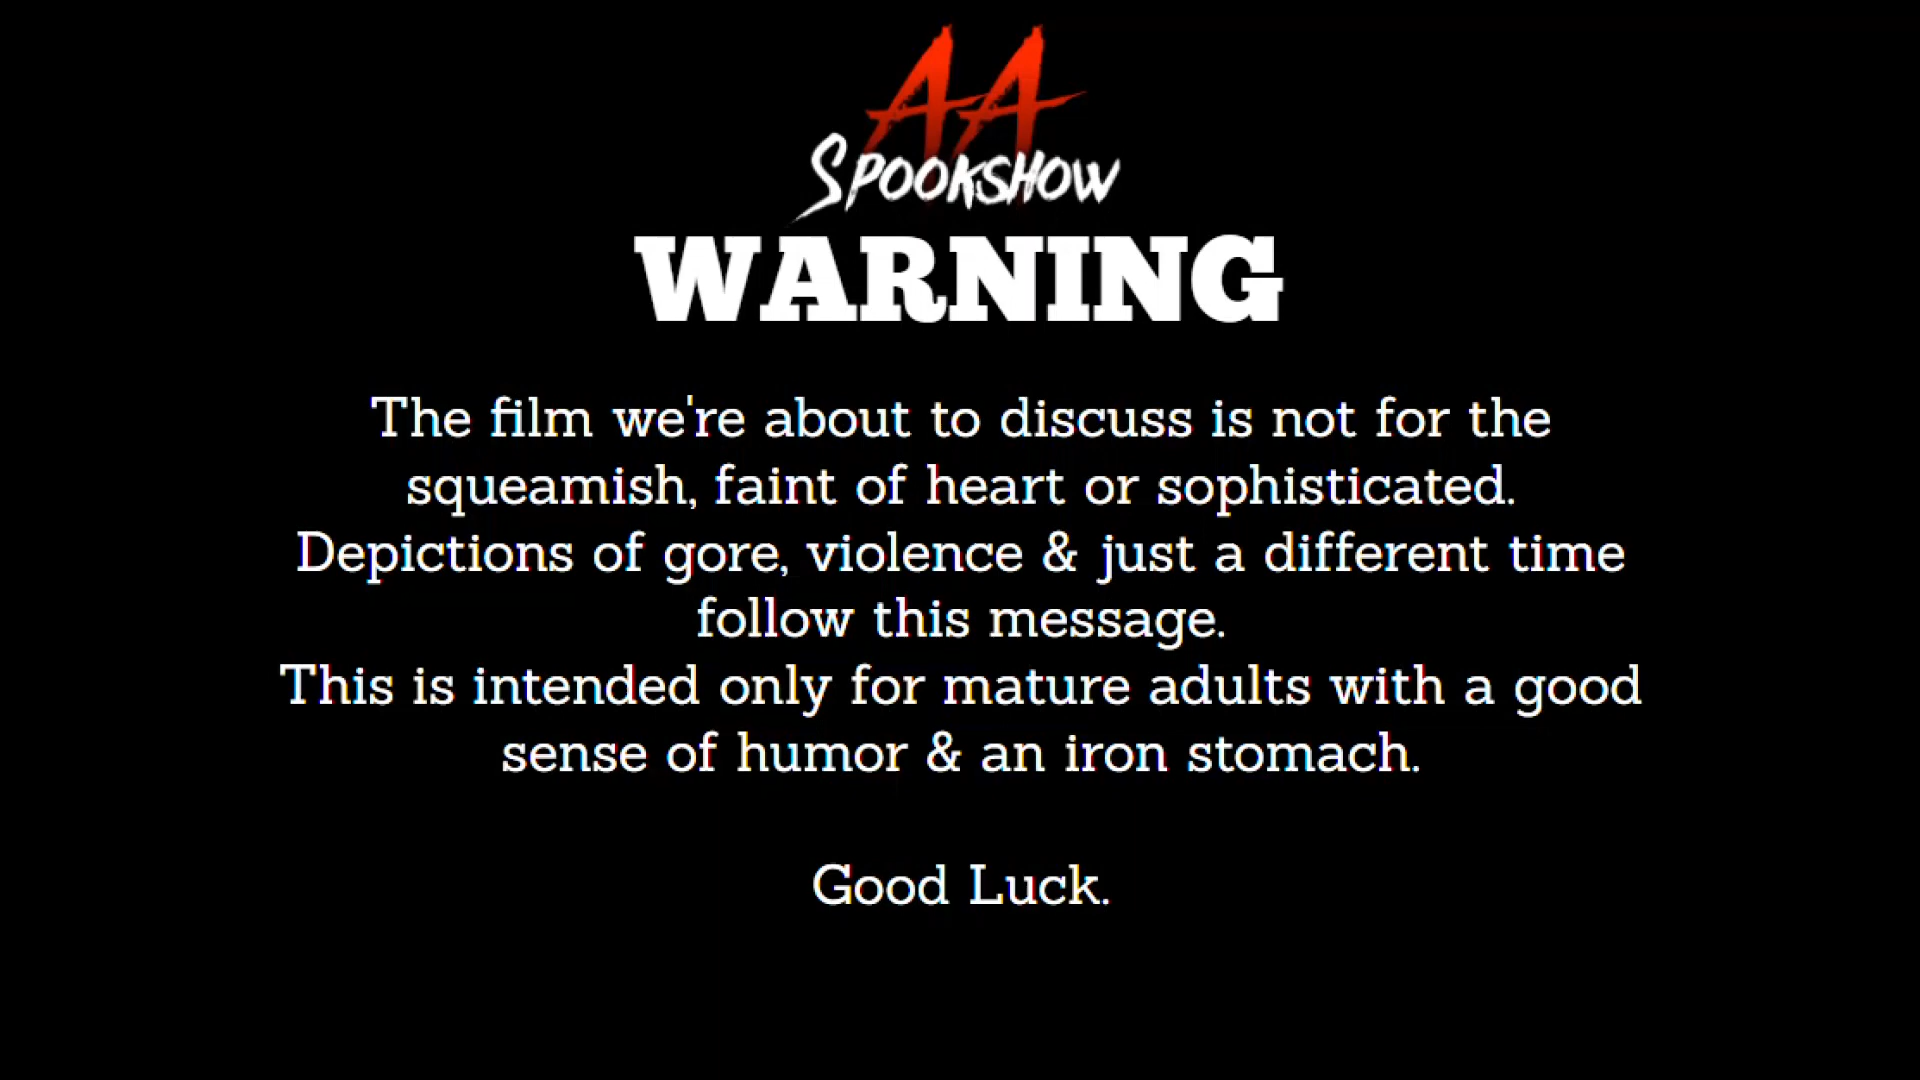 AA
SPOOKSHOW
WARNING
The film we're about to discuss is not for the
squeamish, faint of heart or sophisticated.
Depictions of gore, violence & just a different time
follow this message.
This is intended only for mature adults with a good
sense of humor & an iron stomach.
Good Luck.